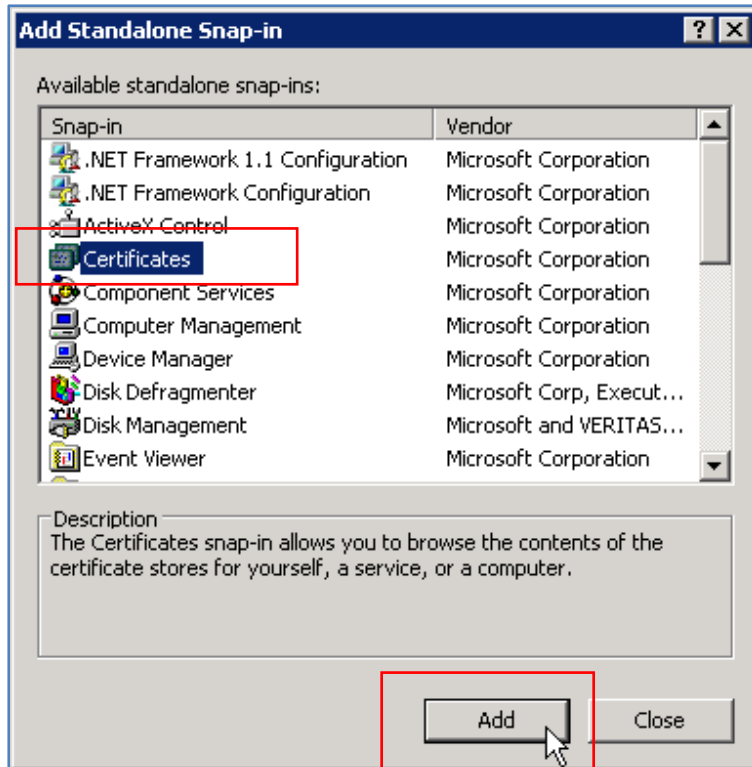 Add Standalone Snap-in
Available standalone snap-ins:
Snap-in Vendor
.NET Framework 1.1 Configuration Microsoft Corporation
.NET Framework Configuration Microsoft Corporation
ActiveX Control Microsoft Corporation
Certificates Microsoft Corporation
Component Services Microsoft Corporation
Computer Management Microsoft Corporation
Device Manager Microsoft Corporation
Disk Defragmenter Microsoft Corp, Execut...
Disk Management Microsoft and VERITAS...
Event Viewer Microsoft Corporation
Description
The Certificates snap-in allows you to browse the contents of the
certificate stores for yourself, a service, or a computer.
Add Close